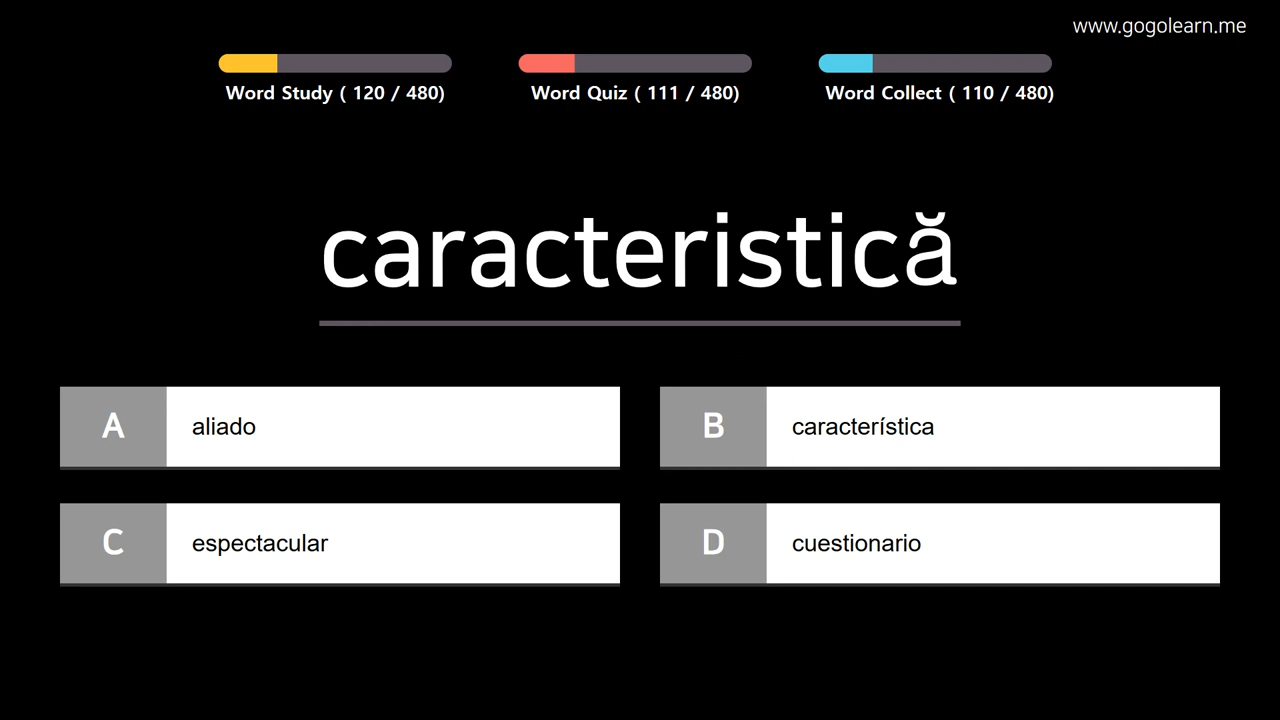 www.gogolearn.me
Word Study ( 120 / 480)
Word Quiz ( 111 / 480)
Word Collect ( 110 / 480)
caracteristică
A aliado
B característica
C espectacular
D cuestionario